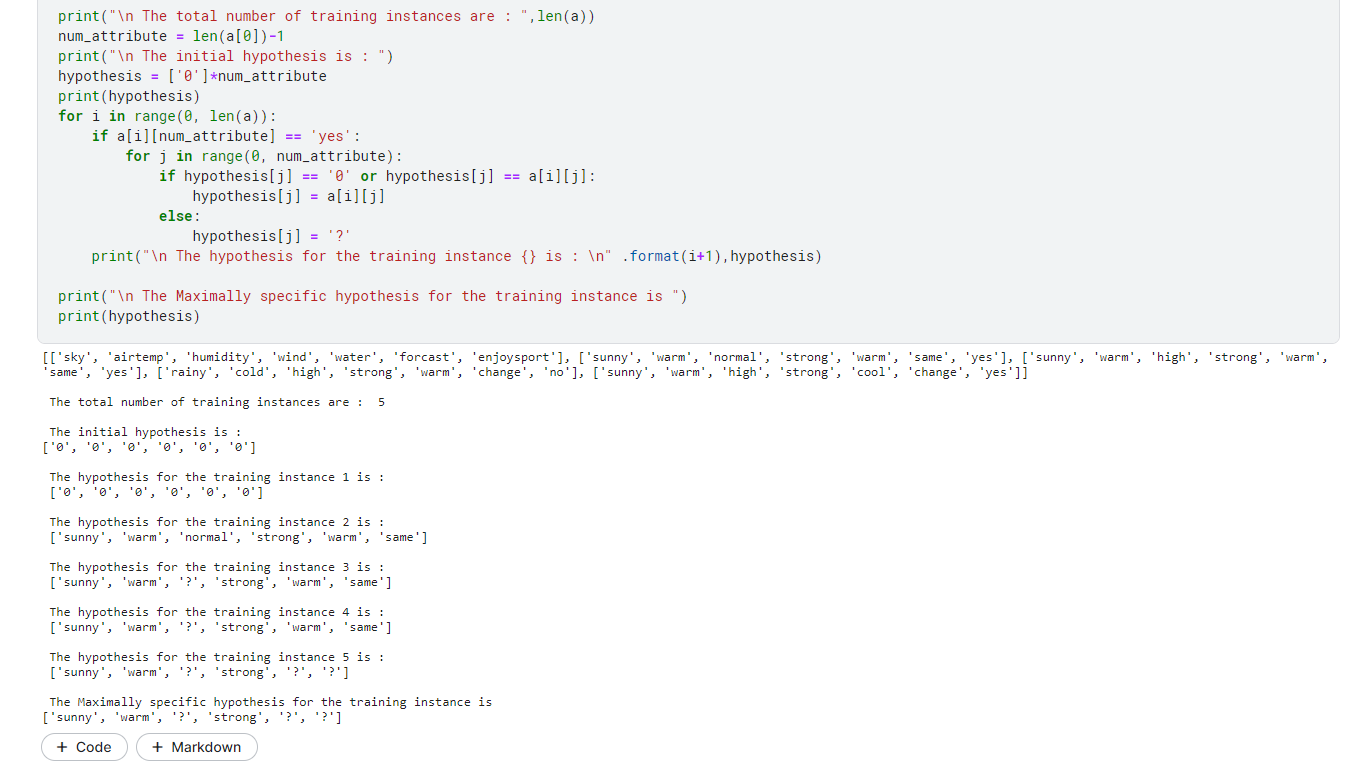 print("\n The total number of training instances are : ",len(a))
num_attribute = len(a[0])-1
print("\n The initial hypothesis is : ")
hypothesis = ['0']*num_attribute
print(hypothesis)
for i in range(0, len(a)):
    if a[i][num_attribute] == 'yes':
        for j in range(0, num_attribute):
            if hypothesis[j] == '0' or hypothesis[j] == a[i][j]:
                hypothesis[j] = a[i][j]
            else:
                hypothesis[j] = '?'
    print("\n The hypothesis for the training instance {} is : \n" .format(i+1),hypothesis)
print("\n The Maximally specific hypothesis for the training instance is ")
print(hypothesis)
[['sky', 'airtemp', 'humidity', 'wind', 'water', 'forcast', 'enjoysport'], ['sunny', 'warm', 'normal', 'strong', 'warm', 'same', 'yes'], ['sunny', 'warm', 'high', 'strong', 'warm',
'same', 'yes'], ['rainy', 'cold', 'high', 'strong', 'warm', 'change', 'no'], ['sunny', 'warm', 'high', 'strong', 'cool', 'change', 'yes']]
 The total number of training instances are :  5
 The initial hypothesis is :
['0', '0', '0', '0', '0', '0']
 The hypothesis for the training instance 1 is :
 ['0', '0', '0', '0', '0', '0']
 The hypothesis for the training instance 2 is :
 ['sunny', 'warm', 'normal', 'strong', 'warm', 'same']
 The hypothesis for the training instance 3 is :
 ['sunny', 'warm', '?', 'strong', 'warm', 'same']
 The hypothesis for the training instance 4 is :
 ['sunny', 'warm', '?', 'strong', 'warm', 'same']
 The hypothesis for the training instance 5 is :
 ['sunny', 'warm', '?', 'strong', '?', '?']
 The Maximally specific hypothesis for the training instance is
['sunny', 'warm', '?', 'strong', '?', '?']
+ Code + Markdown